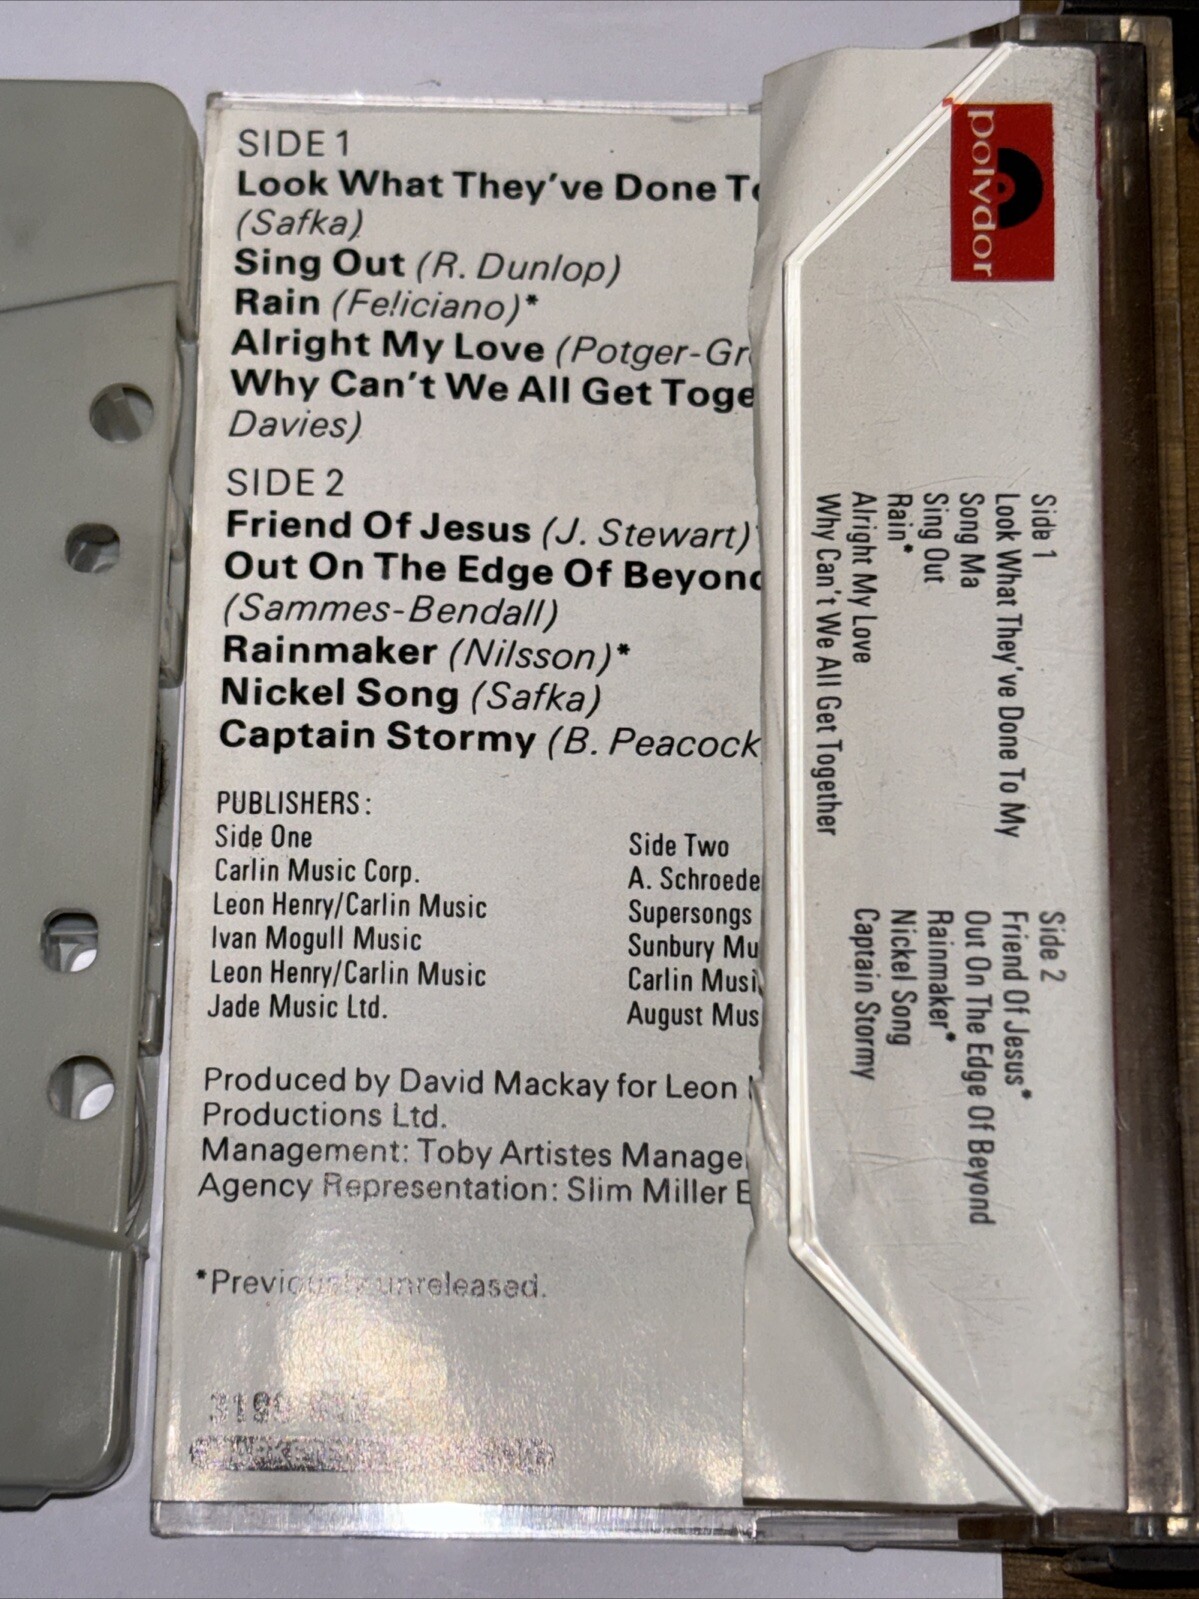 SIDE 1
Look What They've Done To
(Safka)
Sing Out (R. Dunlop)
Rain (Feliciano)*
Alright My Love (Potger-Gr
Why Can't We All Get Toge
Davies)
SIDE 2
Friend Of Jesus (J. Stewart)*
Out On The Edge Of Beyond
(Sammes-Bendall)
Rainmaker (Nilsson)*
Nickel Song (Safka)
Captain Stormy (B. Peacock
PUBLISHERS:
Side One
Carlin Music Corp.
Leon Henry/Carlin Music
Ivan Mogull Music
Leon Henry/Carlin Music
Jade Music Ltd.
Side Two
A. Schroede
Supersongs
Sunbury Mu
Carlin Musi
August Mus
Produced by David Mackay for Leon
Productions Ltd.
Management: Toby Artistes Manage
Agency Representation: Slim Miller E
*Previously unreleased.
polydor
Side 1
Look What They've Done To My
Song Ma
Sing Out
Rain*
Alright My Love
Why Can't We All Get Together
Side 2
Friend Of Jesus*
Out On The Edge Of Beyond
Rainmaker*
Nickel Song
Captain Stormy